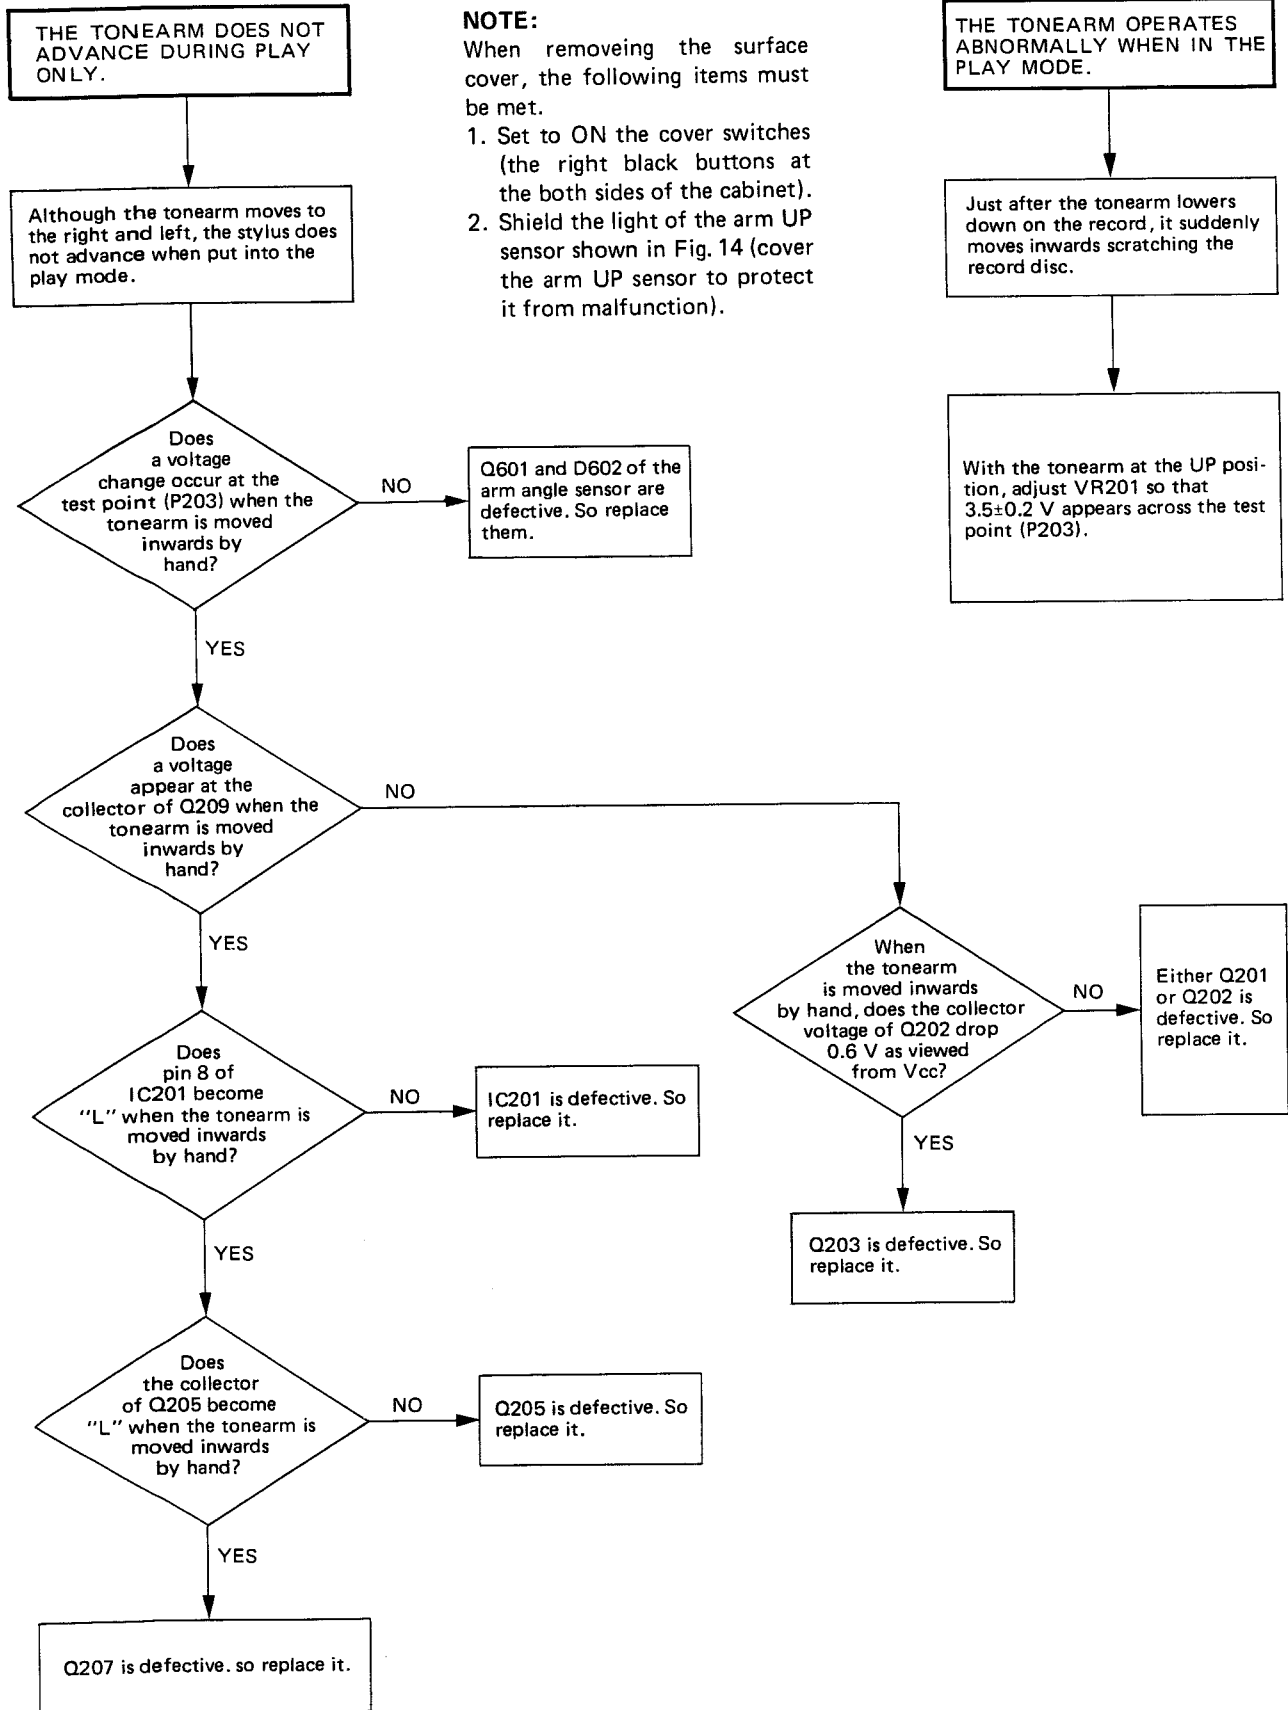 THE TONEARM DOES NOT
ADVANCE DURING PLAY
ONLY.
Although the tonearm moves to
the right and left, the stylus does
not advance when put into the
play mode.
Does
a voltage
change occur at the
test point (P203) when the
tonearm is moved
inwards by
hand?
NO
Q601 and D602 of the
arm angle sensor are
defective. So replace
them.
YES
Does
a voltage
appear at the
collector of Q209 when the
tonearm is moved
inwards by
hand?
NO
YES
When
the tonearm
is moved inwards
by hand, does the collector
voltage of Q202 drop
0.6 V as viewed
from Vcc?
NO
Either Q201
or Q202 is
defective. So
replace it.
YES
Q203 is defective. So
replace it.
Does
pin 8 of
IC201 become
"L" when the tonearm is
moved inwards
by hand?
NO
IC201 is defective. So
replace it.
YES
Does
the collector
of Q205 become
"L" when the tonearm is
moved inwards
by hand?
NO
Q205 is defective. So
replace it.
YES
Q207 is defective. so replace it.
NOTE:
When removeing the surface
cover, the following items must
be met.
1. Set to ON the cover switches
(the right black buttons at
the both sides of the cabinet).
2. Shield the light of the arm UP
sensor shown in Fig. 14 (cover
the arm UP sensor to protect
it from malfunction).
THE TONEARM OPERATES
ABNORMALLY WHEN IN THE
PLAY MODE.
Just after the tonearm lowers
down on the record, it suddenly
moves inwards scratching the
record disc.
With the tonearm at the UP posi-
tion, adjust VR201 so that
3.5±0.2 V appears across the test
point (P203).